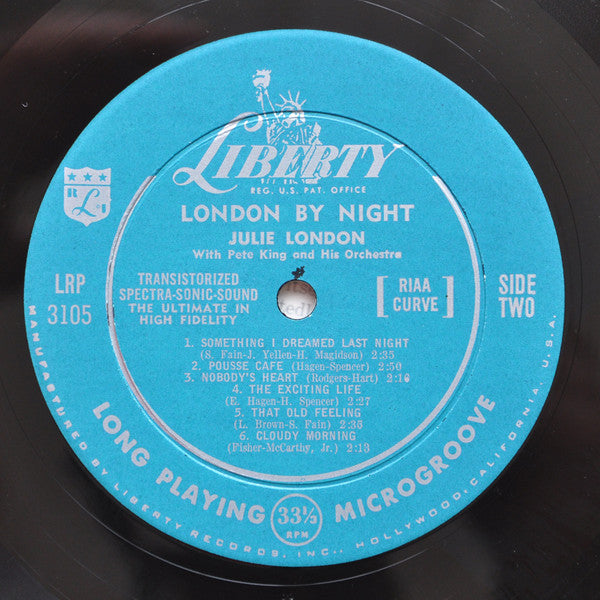 LIBERTY
REG. U.S. PAT. OFFICE
LONDON BY NIGHT
JULIE LONDON
With Pete King and His Orchestra
LRP
3105
TRANSISTORIZED
SPECTRA-SONIC-SOUND
THE ULTIMATE IN
HIGH FIDELITY
[RIAA
CURVE]
SIDE
TWO
1. SOMETHING I DREAMED LAST NIGHT
(S. Fain-J. Yellen-H. Magidson) 2:35
2. POUSSE CAFE (Hagen-Spencer) 2:50
3. NOBODY'S HEART (Rodgers-Hart) 2:16
4. THE EXCITING LIFE
(E. Hagen-H. Spencer) 2:27
5. THAT OLD FEELING
(L. Brown-S. Fain) 2:36
6. CLOUDY MORNING
(Fisher-McCarthy, Jr.) 2:13
LONG PLAYING 33⅓ RPM MICROGROOVE
MANUFACTURED BY LIBERTY RECORDS, INC., HOLLYWOOD, CALIFORNIA, U.S.A.